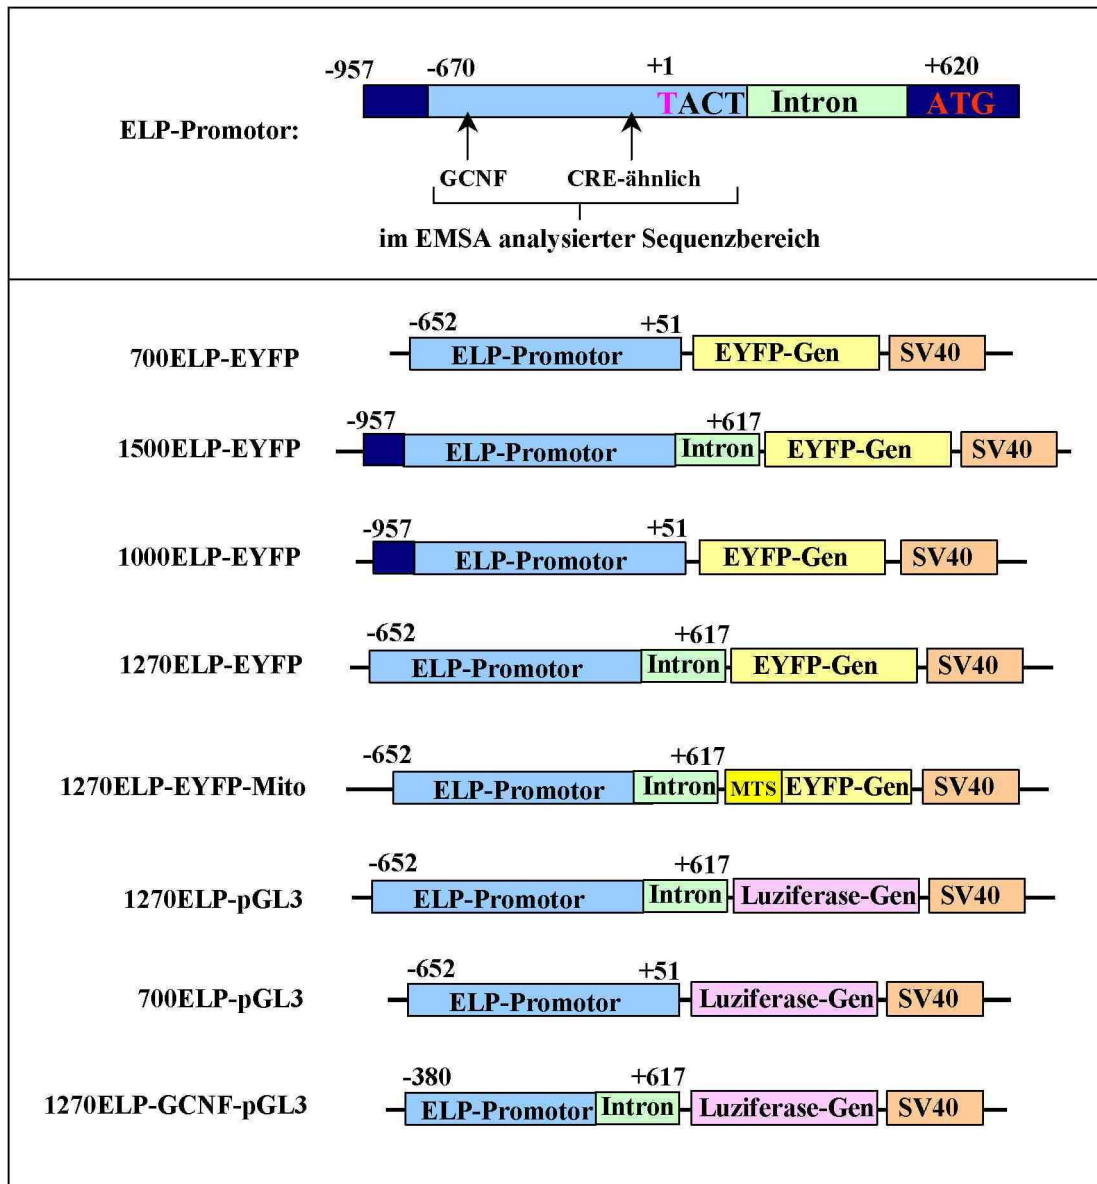 -957 -670 +1 +620
ELP-Promotor: TACT Intron ATG
GCNF CRE-ähnlich
im EMSA analysierter Sequenzbereich
-652 +51
700ELP-EYFP ELP-Promotor EYFP-Gen SV40
-957 +617
1500ELP-EYFP ELP-Promotor Intron EYFP-Gen SV40
-957 +51
1000ELP-EYFP ELP-Promotor EYFP-Gen SV40
-652 +617
1270ELP-EYFP ELP-Promotor Intron EYFP-Gen SV40
-652 +617
1270ELP-EYFP-Mito ELP-Promotor Intron MTS EYFP-Gen SV40
-652 +617
1270ELP-pGL3 ELP-Promotor Intron Luziferase-Gen SV40
-652 +51
700ELP-pGL3 ELP-Promotor Luziferase-Gen SV40
-380 +617
1270ELP-GCNF-pGL3 ELP-Promotor Intron Luziferase-Gen SV40